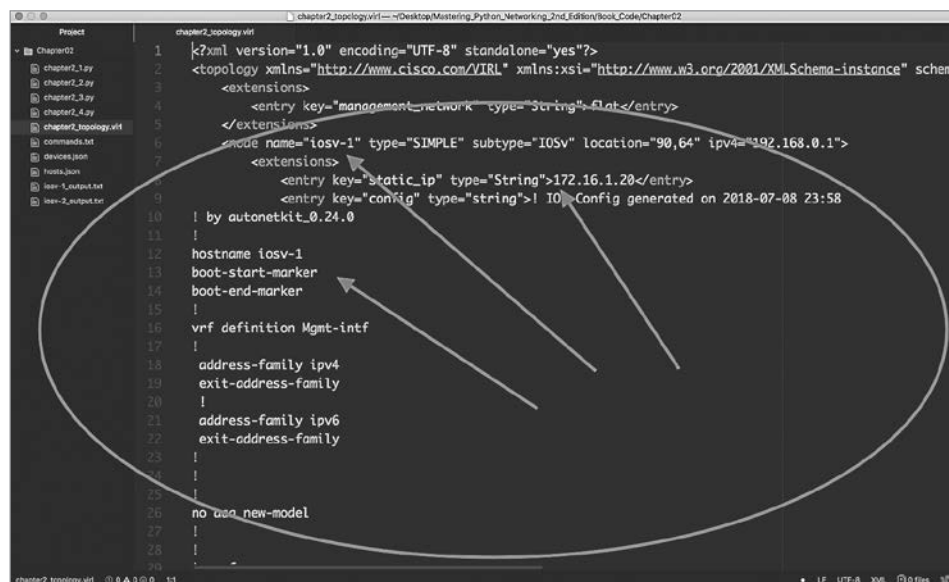 chapter2_topology.virl — ~/Desktop/Mastering_Python_Networking_2nd_Edition/Book_Code/Chapter02
Project
chapter2_topology.virl
Chapter02
chapter2_1.py
chapter2_2.py
chapter2_3.py
chapter2_4.py
chapter2_topology.virl
commands.txt
devices.json
hosts.json
iosv-1_output.txt
iosv-2_output.txt
1 <?xml version="1.0" encoding="UTF-8" standalone="yes"?>
2 <topology xmlns="http://www.cisco.com/VIRL" xmlns:xsi="http://www.w3.org/2001/XMLSchema-instance" schem
3 <extensions>
4 <entry key="management_network" type="String">flat</entry>
5 </extensions>
6 <node name="iosv-1" type="SIMPLE" subtype="IOSv" location="90,64" ipv4="192.168.0.1">
7 <extensions>
8 <entry key="static_ip" type="String">172.16.1.20</entry>
9 <entry key="config" type="string">! IOS Config generated on 2018-07-08 23:58
10 ! by autonetkit_0.24.0
11 !
12 hostname iosv-1
13 boot-start-marker
14 boot-end-marker
15 !
16 vrf definition Mgmt-intf
17 !
18 address-family ipv4
19 exit-address-family
20 !
21 address-family ipv6
22 exit-address-family
23 !
24 !
25 !
26 no aaa new-model
27 !
28 !
29
chapter2_topology.virl 0 0 0 1:1 LF UTF-8 XML 0 files